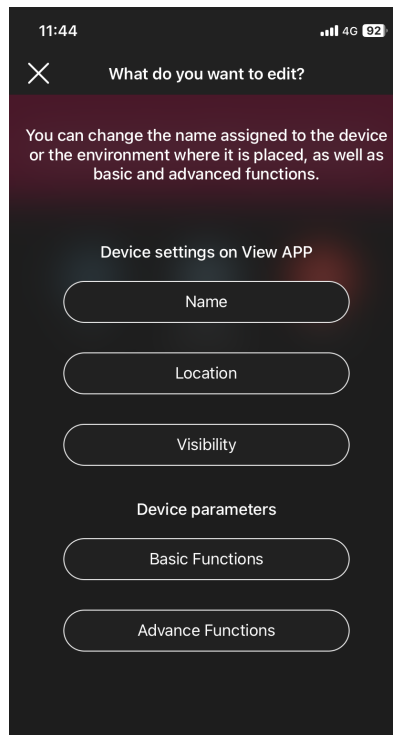 11:44
4G 92
What do you want to edit?
You can change the name assigned to the device
or the environment where it is placed, as well as
basic and advanced functions.
Device settings on View APP
Name
Location
Visibility
Device parameters
Basic Functions
Advance Functions